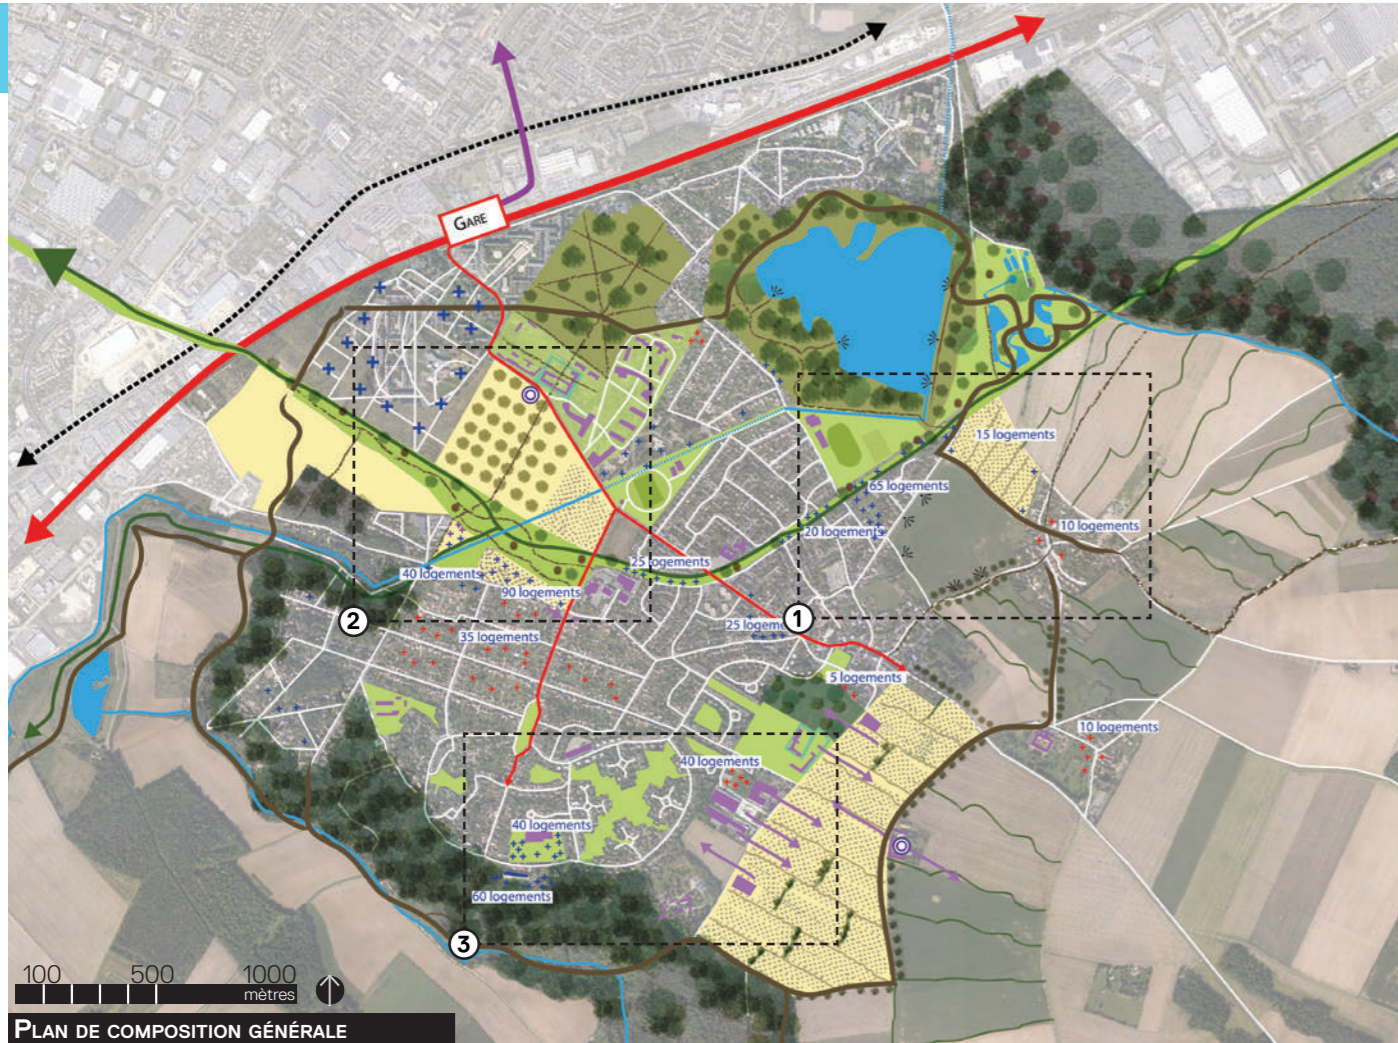 GARE
15 logements
65 logements
10 logements
20 logements
25 logements
40 logements
90 logements
1
2
25 logeme
35 logements
5 logements
10 logements
40 logements
40 logements
60 logements
3
100 500 1000
mètres
PLAN DE COMPOSITION GÉNÉRALE